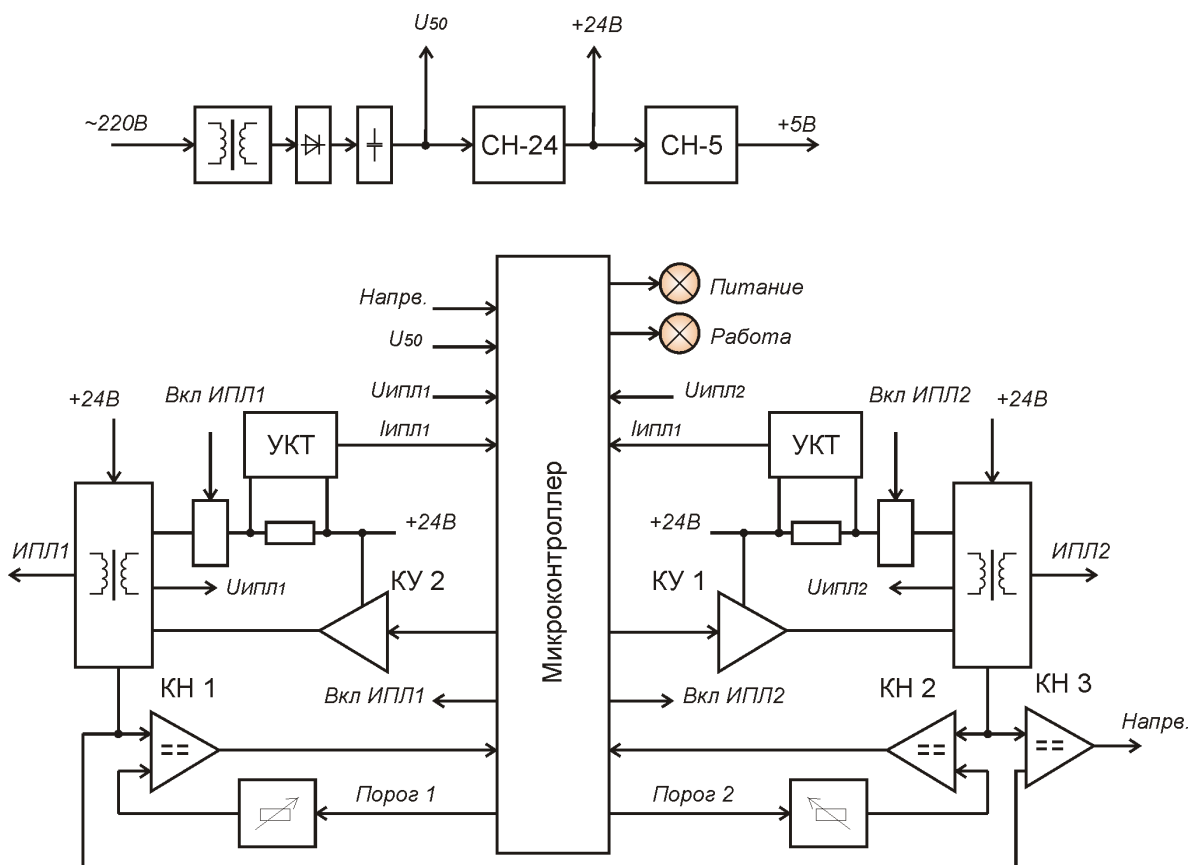 U50
+24В
~220В
СН-24
СН-5
+5В
Напрв.
Питание
U50
Работа
Вкл ИПЛ1
UИПЛ1
UИПЛ2
Вкл ИПЛ2
+24В
+24В
УКТ
IИПЛ1
IИПЛ1
УКТ
+24В
+24В
ИПЛ1
ИПЛ2
UИПЛ1
КУ 2
КУ 1
UИПЛ2
Микроконтроллер
КН 1
Вкл ИПЛ1
Вкл ИПЛ2
КН 2
КН 3
Напрв.
==
==
==
Порог 1
Порог 2